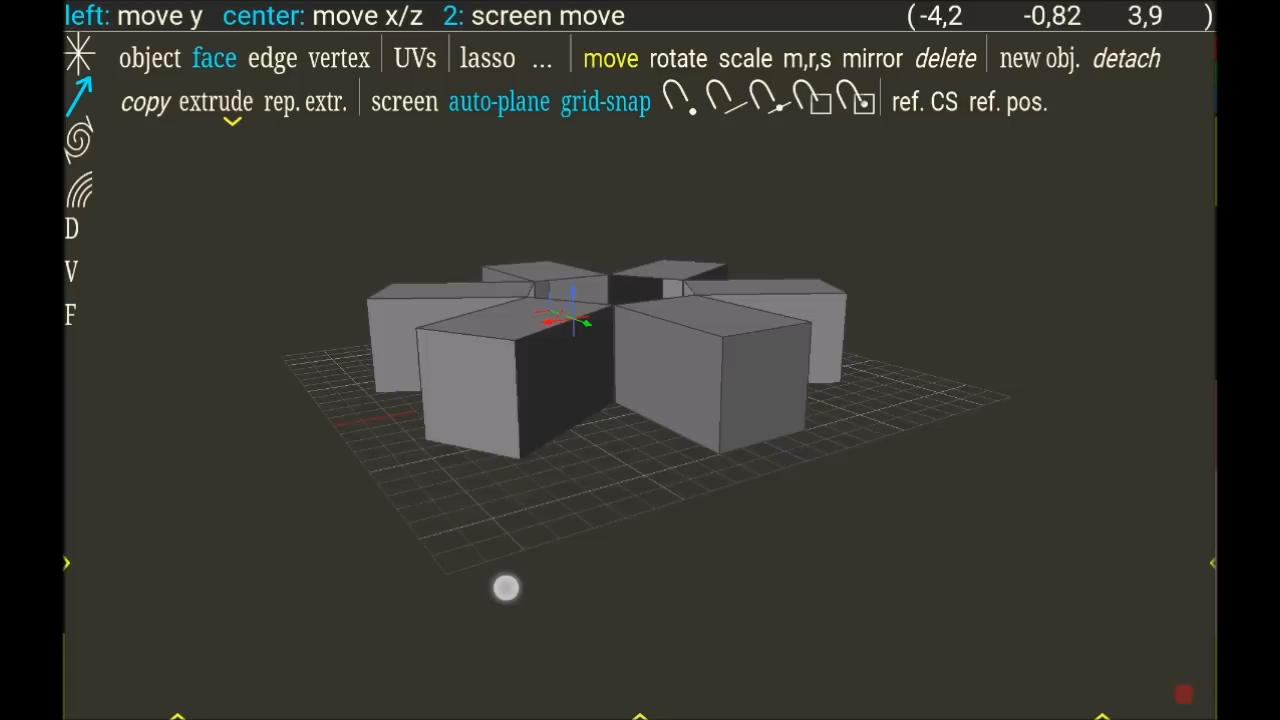 left: move y center: move x/z 2: screen move (-4,2 -0,82 3,9 )
object face edge vertex UVs lasso ... move rotate scale m,r,s mirror delete new obj. detach
copy extrude rep. extr. screen auto-plane grid-snap ref. CS ref. pos.
D
V
F